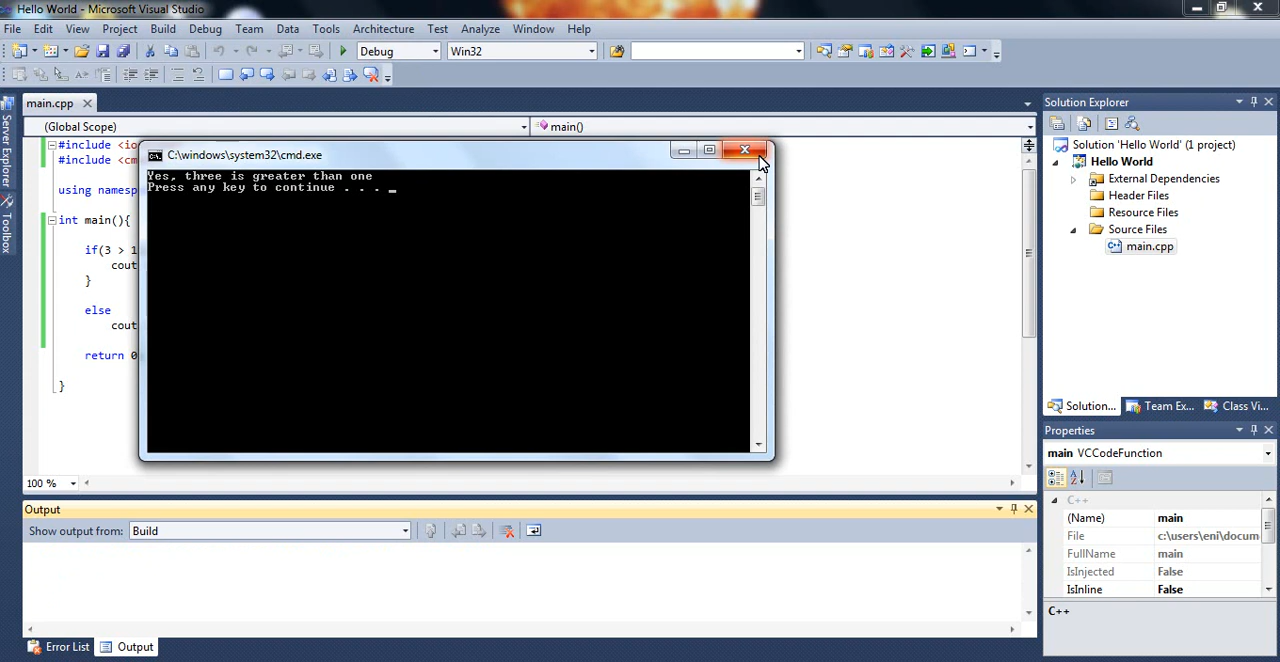 Hello World - Microsoft Visual Studio
File Edit View Project Build Debug Team Data Tools Architecture Test Analyze Window Help
Debug Win32
main.cpp
(Global Scope) main()
#include <io
#include <cm
using namesp
int main(){
if(3 > 1
cout
}
else
cout
return 0
}
100 %
Server Explorer
Toolbox
C:\windows\system32\cmd.exe
Yes, three is greater than one
Press any key to continue . . . _
Output
Show output from: Build
Error List Output
Solution Explorer
Solution 'Hello World' (1 project)
Hello World
External Dependencies
Header Files
Resource Files
Source Files
main.cpp
Solution... Team Ex... Class Vi...
Properties
main VCCodeFunction
C++
(Name) main
File c:\users\eni\docum
FullName main
IsInjected False
IsInline False
C++